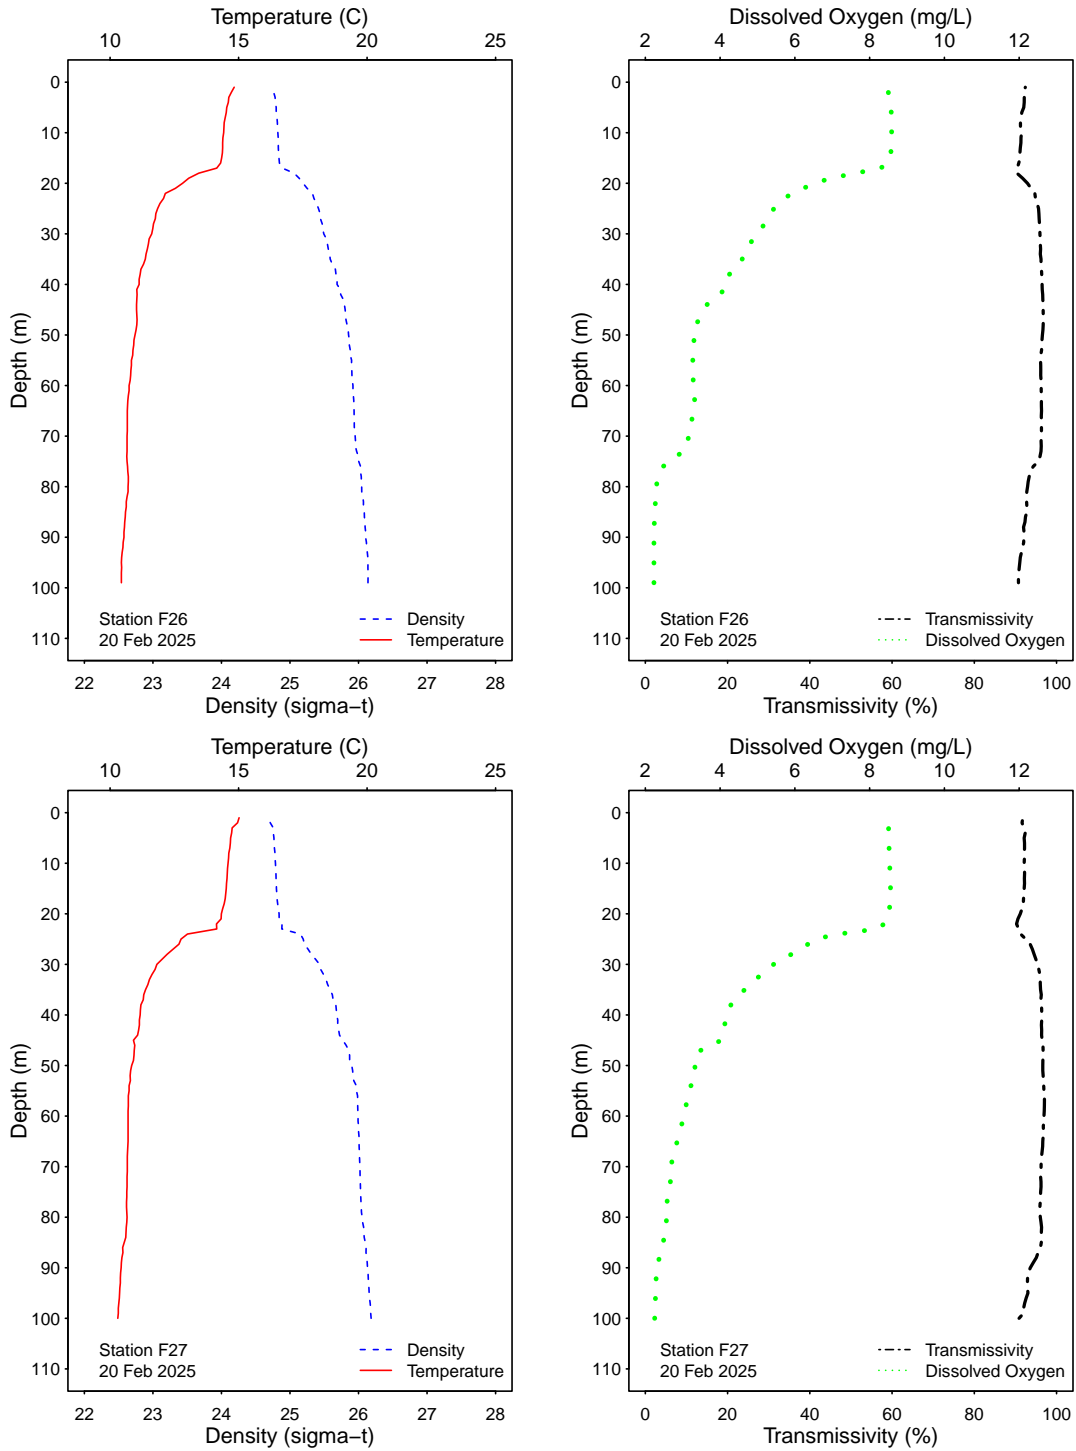 Temperature (C)
10 15 20 25
0
10
20
30
40
50
60
70
80
90
100
110
Depth (m)
Station F26
20 Feb 2025
Density
Temperature
22 23 24 25 26 27 28
Density (sigma−t)
Dissolved Oxygen (mg/L)
2 4 6 8 10 12
0
10
20
30
40
50
60
70
80
90
100
110
Depth (m)
Station F26
20 Feb 2025
Transmissivity
Dissolved Oxygen
0 20 40 60 80 100
Transmissivity (%)
Temperature (C)
10 15 20 25
0
10
20
30
40
50
60
70
80
90
100
110
Depth (m)
Station F27
20 Feb 2025
Density
Temperature
22 23 24 25 26 27 28
Density (sigma−t)
Dissolved Oxygen (mg/L)
2 4 6 8 10 12
0
10
20
30
40
50
60
70
80
90
100
110
Depth (m)
Station F27
20 Feb 2025
Transmissivity
Dissolved Oxygen
0 20 40 60 80 100
Transmissivity (%)